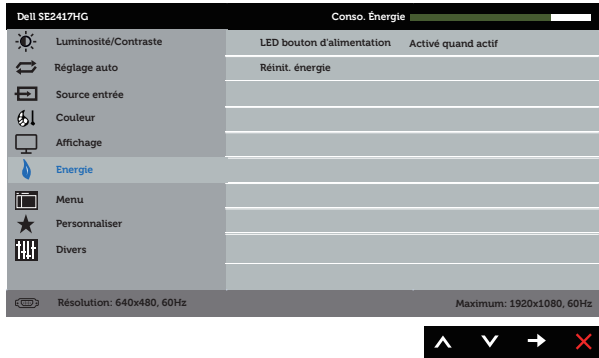 Dell SE2417HG Conso. Énergie
Luminosité/Contraste LED bouton d'alimentation Activé quand actif
Réglage auto Réinit. énergie
Source entrée
Couleur
Affichage
Energie
Menu
Personnaliser
Divers
Résolution: 640x480, 60Hz Maximum: 1920x1080, 60Hz